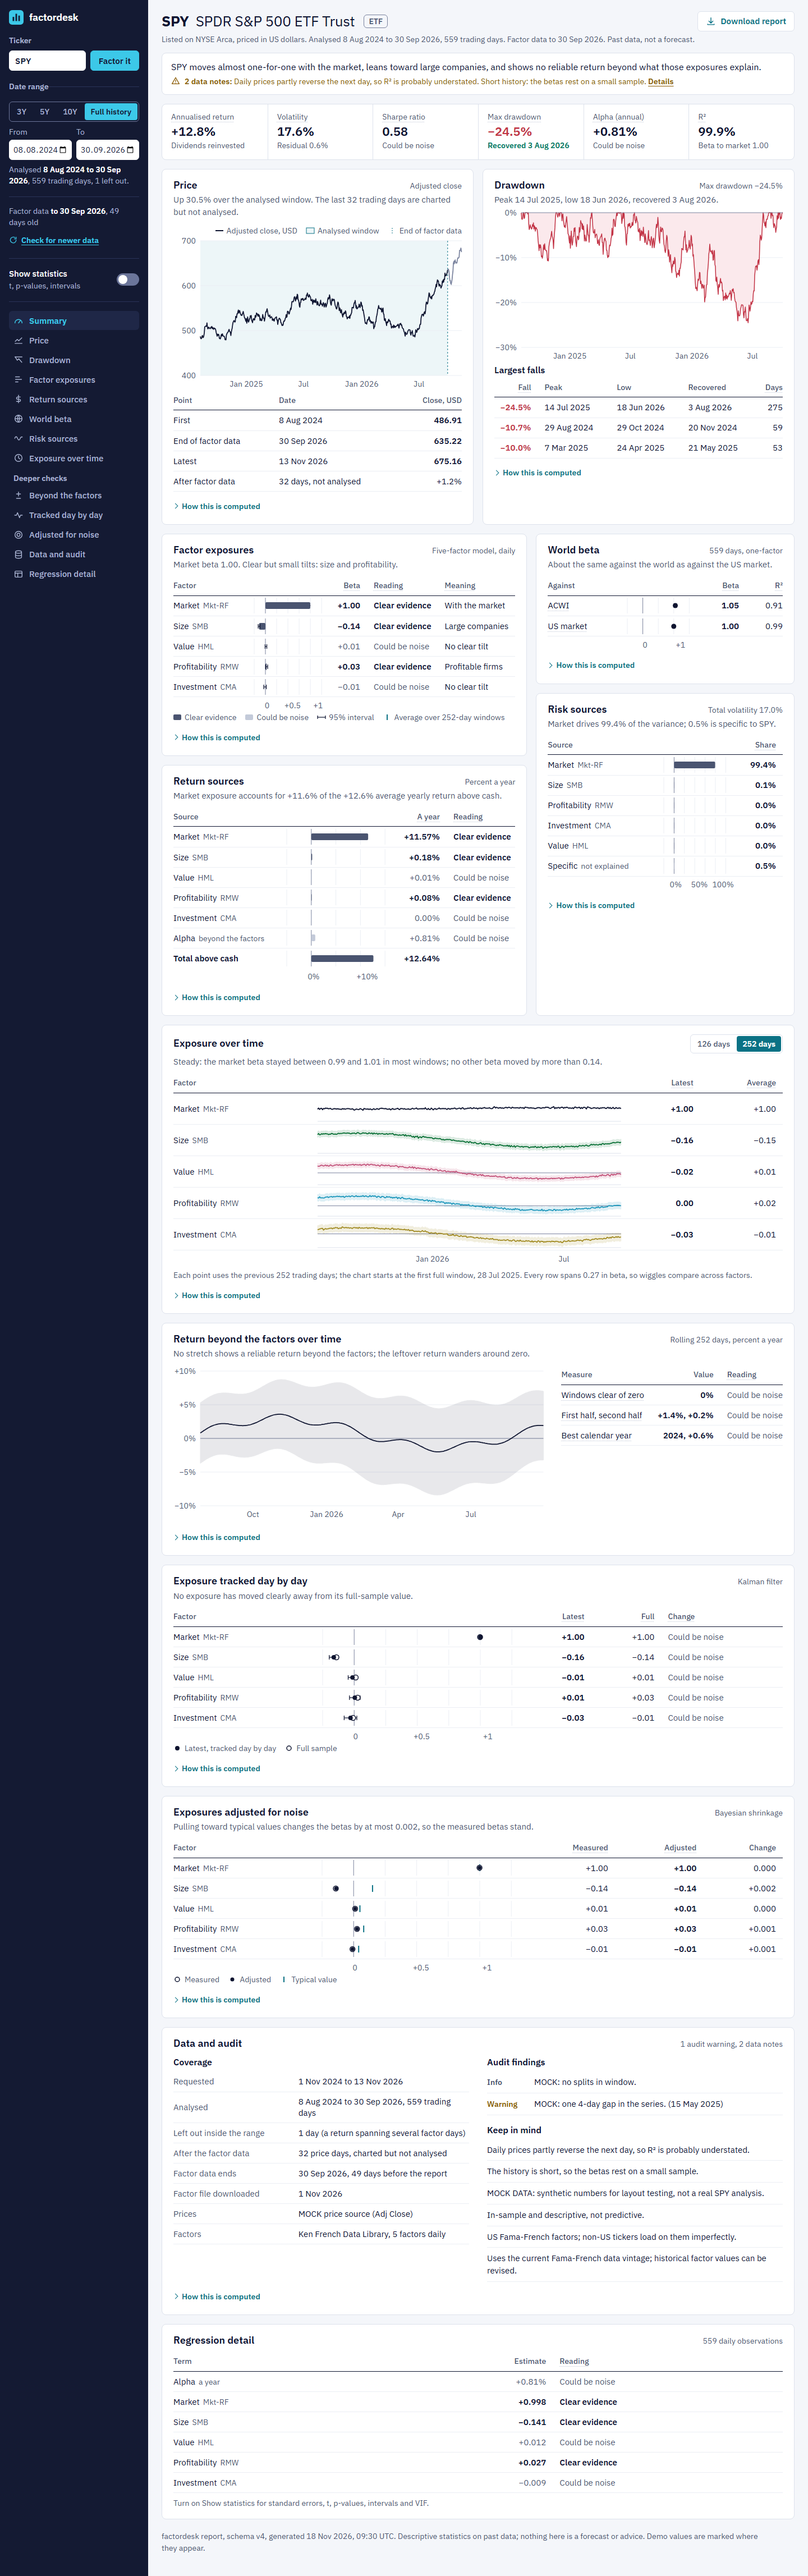 factordesk
Ticker
SPY
Factor it
Date range
3Y 5Y 10Y Full history
From To
08.08.2024 30.09.2026
Analysed 8 Aug 2024 to 30 Sep
2026, 559 trading days, 1 left out.
Factor data to 30 Sep 2026, 49
days old
Check for newer data
Show statistics
t, p-values, intervals
Summary
Price
Drawdown
Factor exposures
Return sources
World beta
Risk sources
Exposure over time
Deeper checks
Beyond the factors
Tracked day by day
Adjusted for noise
Data and audit
Regression detail
SPY SPDR S&P 500 ETF Trust ETF
Download report
Listed on NYSE Arca, priced in US dollars. Analysed 8 Aug 2024 to 30 Sep 2026, 559 trading days. Factor data to 30 Sep 2026. Past data, not a forecast.
SPY moves almost one-for-one with the market, leans toward large companies, and shows no reliable return beyond what those exposures explain.
2 data notes: Daily prices partly reverse the next day, so R² is probably understated. Short history: the betas rest on a small sample. Details
Annualised return
+12.8%
Dividends reinvested
Volatility
17.6%
Residual 0.6%
Sharpe ratio
0.58
Could be noise
Max drawdown
−24.5%
Recovered 3 Aug 2026
Alpha (annual)
+0.81%
Could be noise
R²
99.9%
Beta to market 1.00
Price
Adjusted close
Up 30.5% over the analysed window. The last 32 trading days are charted
but not analysed.
Adjusted close, USD Analysed window End of factor data
700
600
500
400
Jan 2025 Jul Jan 2026 Jul
Point Date Close, USD
First 8 Aug 2024 486.91
End of factor data 30 Sep 2026 635.22
Latest 13 Nov 2026 675.16
After factor data 32 days, not analysed +1.2%
How this is computed
Drawdown
Max drawdown −24.5%
Peak 14 Jul 2025, low 18 Jun 2026, recovered 3 Aug 2026.
0%
−10%
−20%
−30%
Jan 2025 Jul Jan 2026 Jul
Largest falls
Fall Peak Low Recovered Days
−24.5% 14 Jul 2025 18 Jun 2026 3 Aug 2026 275
−10.7% 29 Aug 2024 29 Oct 2024 20 Nov 2024 59
−10.0% 7 Mar 2025 24 Apr 2025 21 May 2025 53
How this is computed
Factor exposures
Five-factor model, daily
Market beta 1.00. Clear but small tilts: size and profitability.
Factor Beta Reading Meaning
Market Mkt-RF +1.00 Clear evidence With the market
Size SMB −0.14 Clear evidence Large companies
Value HML +0.01 Could be noise No clear tilt
Profitability RMW +0.03 Clear evidence Profitable firms
Investment CMA −0.01 Could be noise No clear tilt
0 +0.5 +1
Clear evidence Could be noise 95% interval Average over 252-day windows
How this is computed
World beta
559 days, one-factor
About the same against the world as against the US market.
Against Beta R²
ACWI 1.05 0.91
US market 1.00 0.99
0 +1
How this is computed
Return sources
Percent a year
Market exposure accounts for +11.6% of the +12.6% average yearly return above cash.
Source A year Reading
Market Mkt-RF +11.57% Clear evidence
Size SMB +0.18% Clear evidence
Value HML +0.01% Could be noise
Profitability RMW +0.08% Clear evidence
Investment CMA 0.00% Could be noise
Alpha beyond the factors +0.81% Could be noise
Total above cash +12.64%
0% +10%
How this is computed
Risk sources
Total volatility 17.0%
Market drives 99.4% of the variance; 0.5% is specific to SPY.
Source Share
Market Mkt-RF 99.4%
Size SMB 0.1%
Profitability RMW 0.0%
Investment CMA 0.0%
Value HML 0.0%
Specific not explained 0.5%
0% 50% 100%
How this is computed
Exposure over time
126 days 252 days
Steady: the market beta stayed between 0.99 and 1.01 in most windows; no other beta moved by more than 0.14.
Factor Latest Average
Market Mkt-RF +1.00 +1.00
Size SMB −0.16 −0.15
Value HML −0.02 +0.01
Profitability RMW 0.00 +0.02
Investment CMA −0.03 −0.01
Jan 2026 Jul
Each point uses the previous 252 trading days; the chart starts at the first full window, 28 Jul 2025. Every row spans 0.27 in beta, so wiggles compare across factors.
How this is computed
Return beyond the factors over time
Rolling 252 days, percent a year
No stretch shows a reliable return beyond the factors; the leftover return wanders around zero.
+10%
+5%
0%
−5%
−10%
Oct Jan 2026 Apr Jul
Measure Value Reading
Windows clear of zero 0% Could be noise
First half, second half +1.4%, +0.2% Could be noise
Best calendar year 2024, +0.6% Could be noise
How this is computed
Exposure tracked day by day
Kalman filter
No exposure has moved clearly away from its full-sample value.
Factor Latest Full Change
Market Mkt-RF +1.00 +1.00 Could be noise
Size SMB −0.16 −0.14 Could be noise
Value HML −0.01 +0.01 Could be noise
Profitability RMW +0.01 +0.03 Could be noise
Investment CMA −0.03 −0.01 Could be noise
0 +0.5 +1
Latest, tracked day by day Full sample
How this is computed
Exposures adjusted for noise
Bayesian shrinkage
Pulling toward typical values changes the betas by at most 0.002, so the measured betas stand.
Factor Measured Adjusted Change
Market Mkt-RF +1.00 +1.00 0.000
Size SMB −0.14 −0.14 +0.002
Value HML +0.01 +0.01 0.000
Profitability RMW +0.03 +0.03 +0.001
Investment CMA −0.01 −0.01 +0.001
0 +0.5 +1
Measured Adjusted Typical value
How this is computed
Data and audit
1 audit warning, 2 data notes
Coverage
Requested 1 Nov 2024 to 13 Nov 2026
Analysed 8 Aug 2024 to 30 Sep 2026, 559 trading
days
Left out inside the range 1 day (a return spanning several factor days)
After the factor data 32 price days, charted but not analysed
Factor data ends 30 Sep 2026, 49 days before the report
Factor file downloaded 1 Nov 2026
Prices MOCK price source (Adj Close)
Factors Ken French Data Library, 5 factors daily
Audit findings
Info MOCK: no splits in window.
Warning MOCK: one 4-day gap in the series. (15 May 2025)
Keep in mind
Daily prices partly reverse the next day, so R² is probably understated.
The history is short, so the betas rest on a small sample.
MOCK DATA: synthetic numbers for layout testing, not a real SPY analysis.
In-sample and descriptive, not predictive.
US Fama-French factors; non-US tickers load on them imperfectly.
Uses the current Fama-French data vintage; historical factor values can be
revised.
How this is computed
Regression detail
559 daily observations
Term Estimate Reading
Alpha a year +0.81% Could be noise
Market Mkt-RF +0.998 Clear evidence
Size SMB −0.141 Clear evidence
Value HML +0.012 Could be noise
Profitability RMW +0.027 Clear evidence
Investment CMA −0.009 Could be noise
Turn on Show statistics for standard errors, t, p-values, intervals and VIF.
factordesk report, schema v4, generated 18 Nov 2026, 09:30 UTC. Descriptive statistics on past data; nothing here is a forecast or advice. Demo values are marked where
they appear.